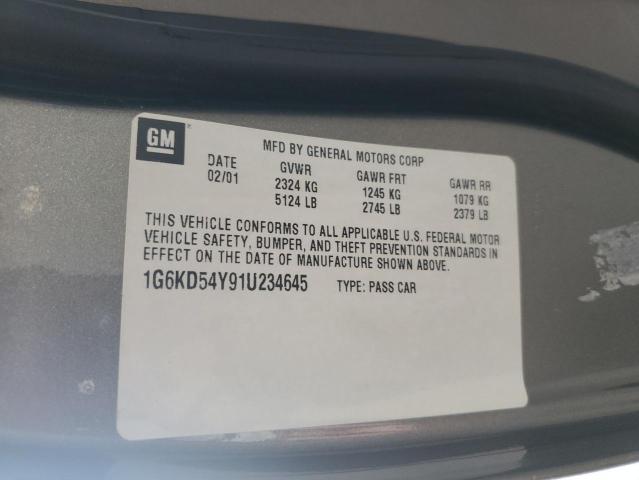 GM
MFD BY GENERAL MOTORS CORP
DATE GVWR GAWR FRT GAWR RR
02/01 2324 KG 1245 KG 1079 KG
5124 LB 2745 LB 2379 LB
THIS VEHICLE CONFORMS TO ALL APPLICABLE U.S. FEDERAL MOTOR
VEHICLE SAFETY, BUMPER, AND THEFT PREVENTION STANDARDS IN
EFFECT ON THE DATE OF MANUFACTURE SHOWN ABOVE.
1G6KD54Y91U234645 TYPE: PASS CAR